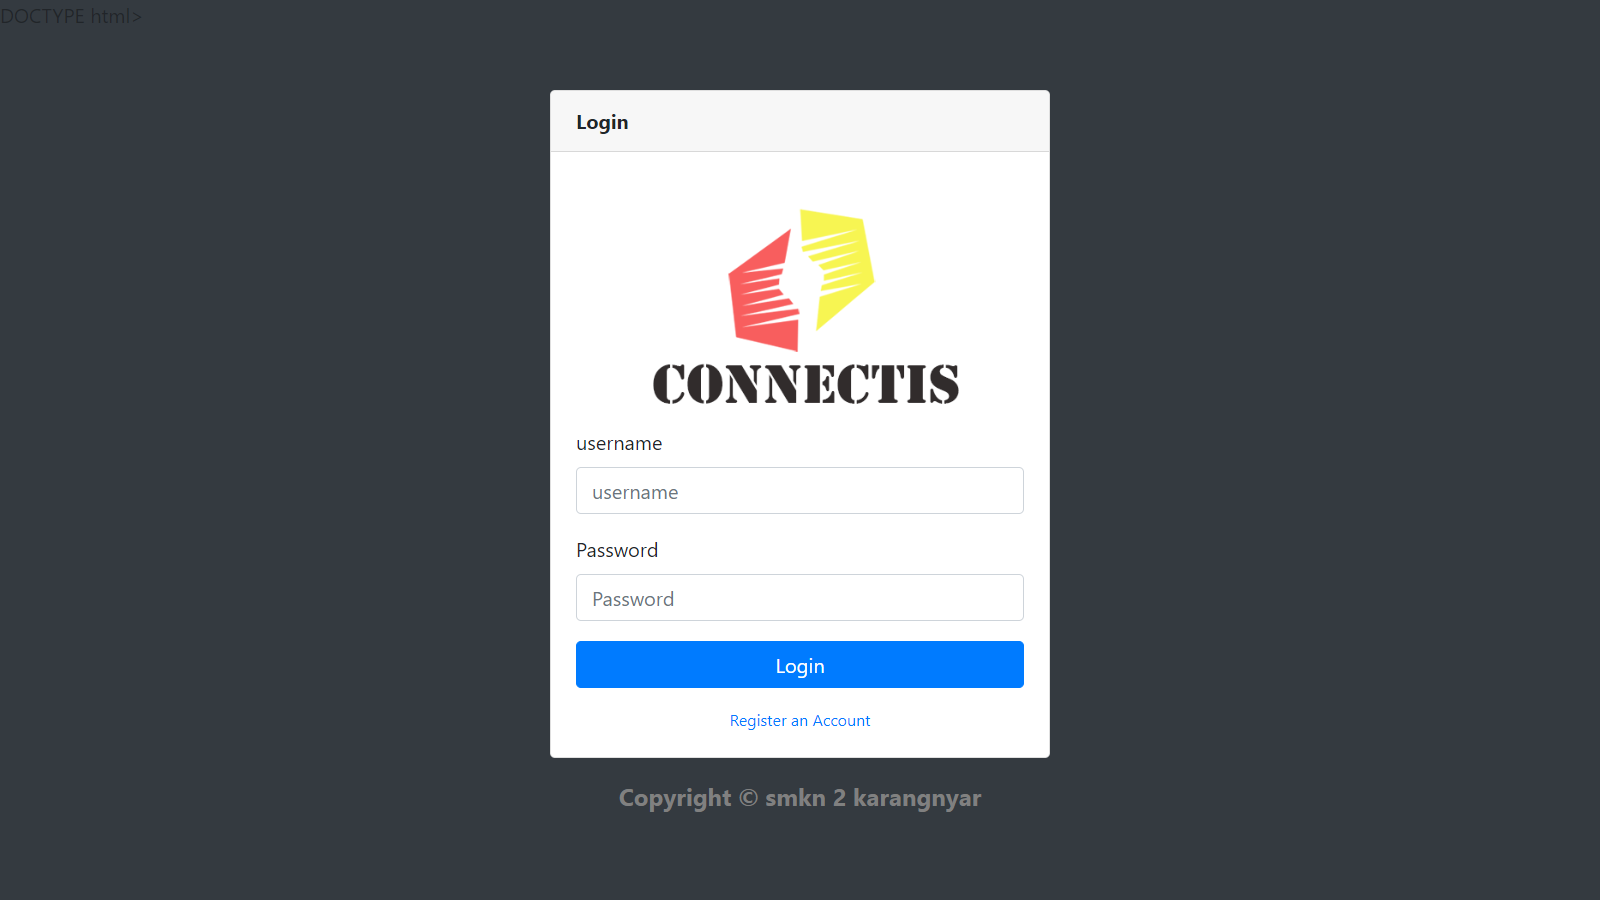 DOCTYPE html>
Login
CONNECTIS
username
username
Password
Password
Login
Register an Account
Copyright © smkn 2 karangnyar